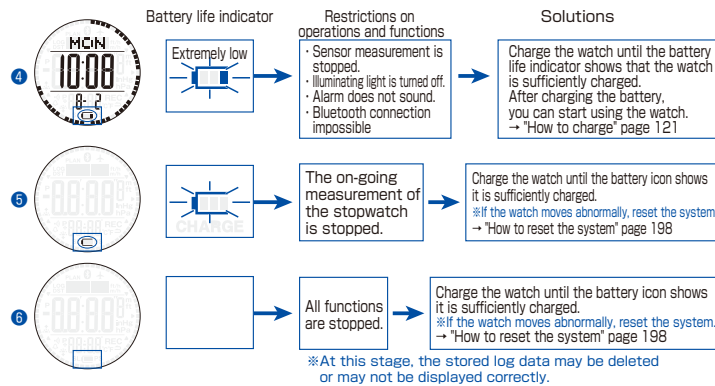 Battery life indicator
Restrictions on
operations and functions
Solutions
④
MON
10:08
8- 2
Extremely low
・Sensor measurement is
stopped.
・Illuminating light is turned off.
・Alarm does not sound.
・Bluetooth connection
impossible
Charge the watch until the battery
life indicator shows that the watch
is sufficiently charged.
After charging the battery,
you can start using the watch.
→ "How to charge" page 121
⑤
CHARGE
The on-going
measurement of
the stopwatch
is stopped.
Charge the watch until the battery icon shows
it is sufficiently charged.
※If the watch moves abnormally, reset the system.
→ "How to reset the system" page 198
⑥
All functions
are stopped.
Charge the watch until the battery icon shows
it is sufficiently charged.
※If the watch moves abnormally, reset the system.
→ "How to reset the system" page 198
※At this stage, the stored log data may be deleted
or may not be displayed correctly.